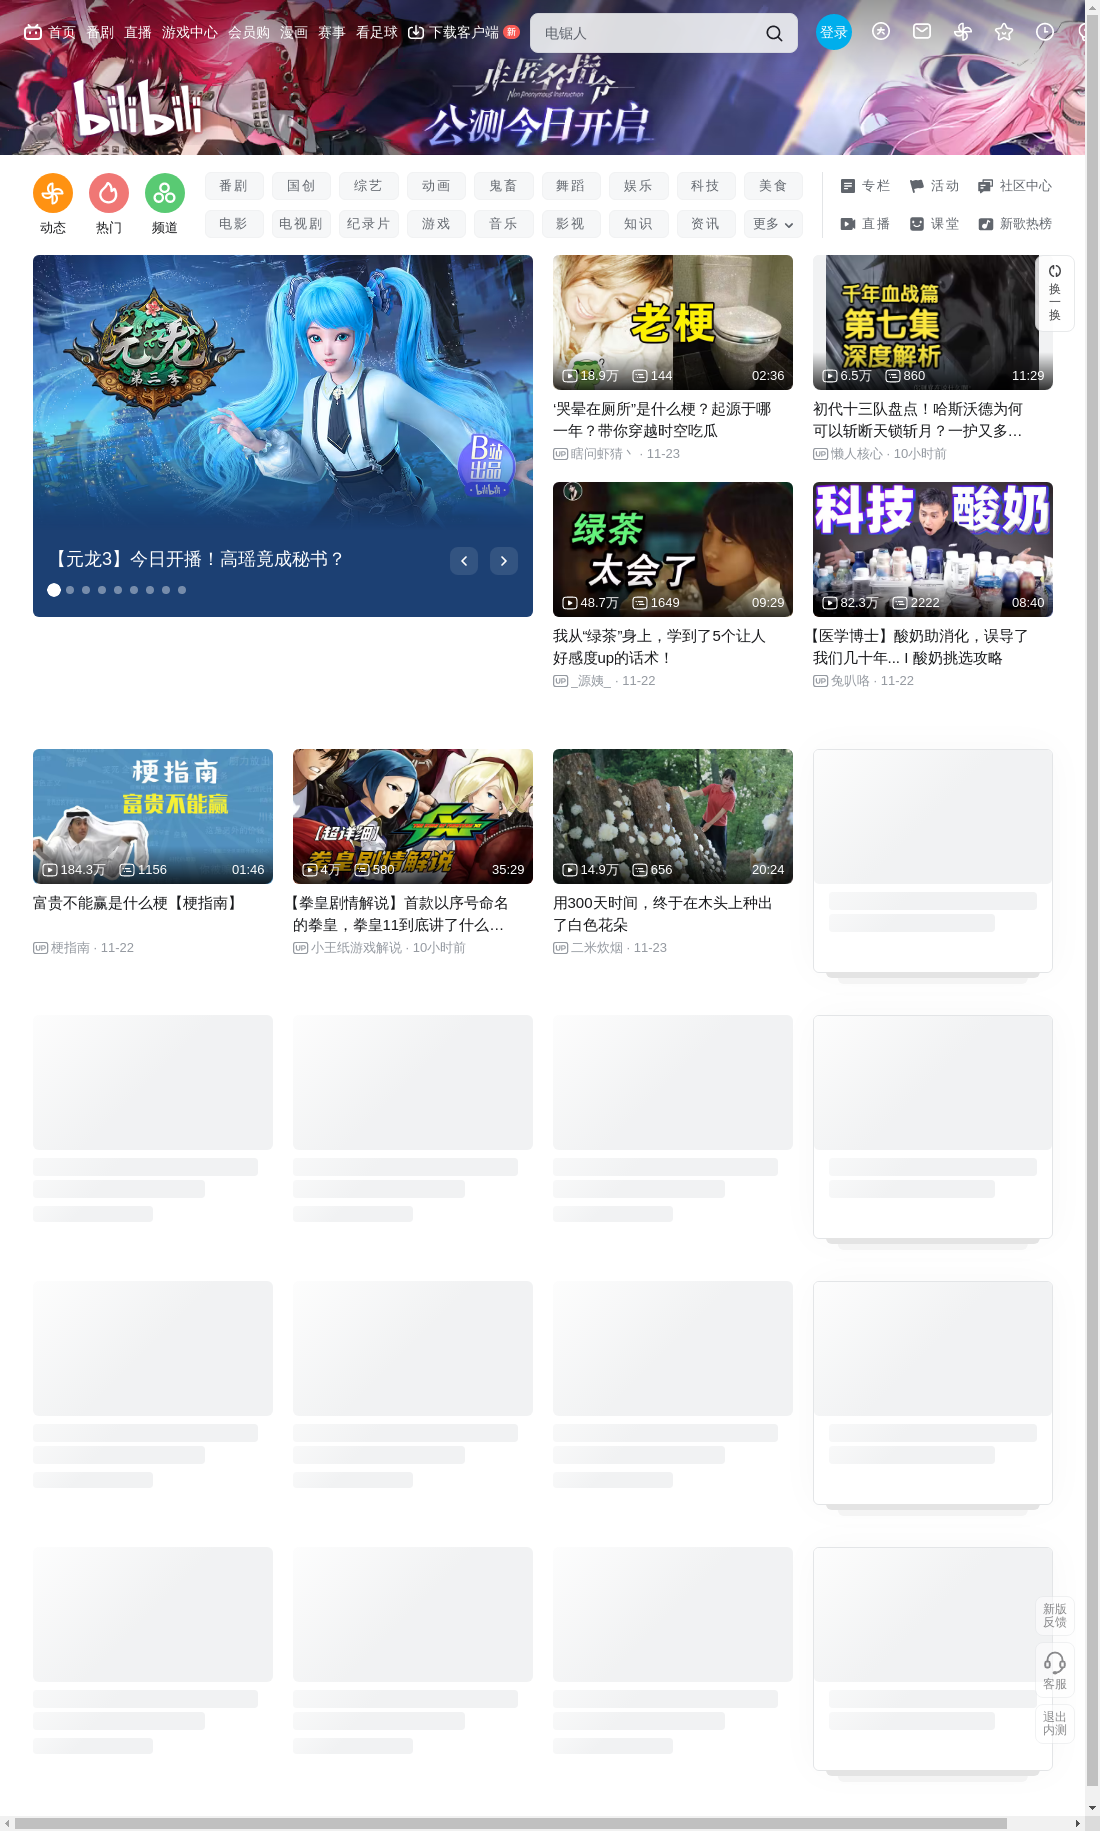 首页 番剧 直播 游戏中心 会员购 漫画 赛事 看足球 下载客户端 新 电锯人 登录
非匿名指令
Non Anonymous Instruction
bilibili
公测今日开启
动态 热门 频道
番剧 国创 综艺 动画 鬼畜 舞蹈 娱乐 科技 美食
专栏 活动 社区中心
电影 电视剧 纪录片 游戏 音乐 影视 知识 资讯 更多
直播 课堂 新歌热榜
元龙
第三季
B站
出品
bilibili
【元龙3】今日开播！高瑶竟成秘书？
老梗
18.9万 144 02:36
‘哭晕在厕所”是什么梗？起源于哪
一年？带你穿越时空吃瓜
UP 瞎问虾猜丶 · 11-23
千年血战篇
第七集
深度解析
6.5万 860 11:29
初代十三队盘点！哈斯沃德为何
可以斩断天锁斩月？一护又多…
UP 懒人核心 · 10小时前
换一换
绿茶
太会了
48.7万 1649 09:29
我从“绿茶”身上，学到了5个让人
好感度up的话术！
UP _源姨_ · 11-22
科技 酸奶
82.3万 2222 08:40
【医学博士】酸奶助消化，误导了
我们几十年... I 酸奶挑选攻略
UP 兔叭咯 · 11-22
梗指南
富贵不能赢
184.3万 1156 01:46
富贵不能赢是什么梗【梗指南】
UP 梗指南 · 11-22
【超详细】
拳皇剧情解说
4万 580 35:29
【拳皇剧情解说】首款以序号命名
的拳皇，拳皇11到底讲了什么…
UP 小王纸游戏解说 · 10小时前
14.9万 656 20:24
用300天时间，终于在木头上种出
了白色花朵
UP 二米炊烟 · 11-23
新版
反馈
客服
退出
内测